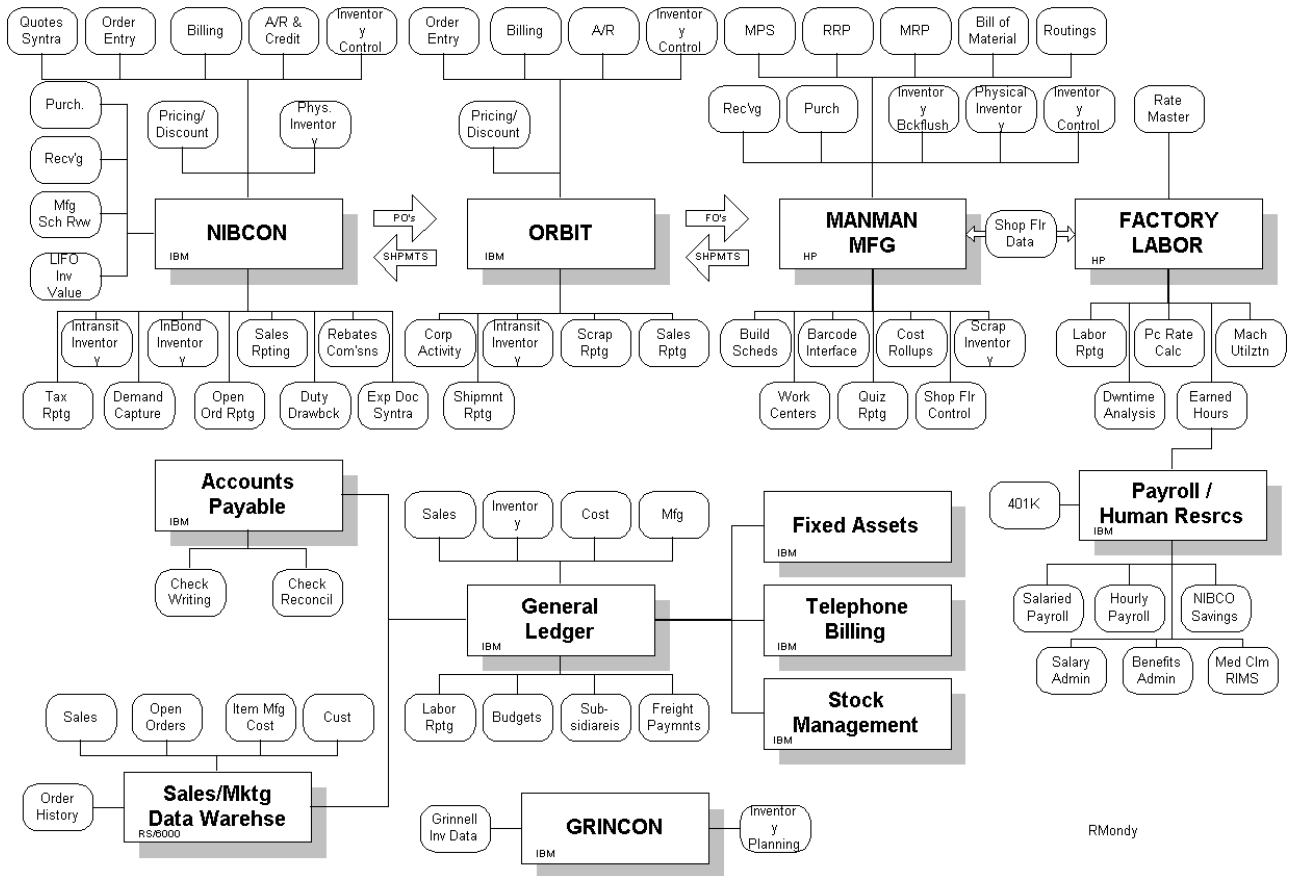 Quotes
Syntra
Order
Entry
Billing
A/R &
Credit
Inventor
y
Control
Order
Entry
Billing
A/R
Inventor
y
Control
MPS
RRP
MRP
Bill of
Material
Routings
Purch.
Pricing/
Discount
Phys.
Inventor
y
Pricing/
Discount
Rec'vg
Purch
Inventor
y
Bckflush
Physical
Inventor
y
Inventor
y
Control
Rate
Master
Recv'g
Mfg
Sch Rvw
LIFO
Inv
Value
NIBCON
IBM
PO's
SHPMTS
ORBIT
IBM
FO's
SHPMTS
MANMAN
MFG
HP
Shop Flr
Data
FACTORY
LABOR
HP
Intransit
Inventor
y
InBond
Inventor
y
Sales
Rpting
Rebates
Com'sns
Corp
Activity
Intransit
Inventor
y
Scrap
Rptg
Sales
Rptg
Build
Scheds
Barcode
Interface
Cost
Rollups
Scrap
Inventor
y
Labor
Rptg
Pc Rate
Calc
Mach
Utilztn
Tax
Rptg
Demand
Capture
Open
Ord Rptg
Duty
Drawbck
Exp Doc
Syntra
Shipmnt
Rptg
Work
Centers
Quiz
Rptg
Shop Flr
Control
Dwntime
Analysis
Earned
Hours
Accounts
Payable
IBM
Check
Writing
Check
Reconcil
Sales
Inventor
y
Cost
Mfg
General
Ledger
IBM
Labor
Rptg
Budgets
Sub-
sidiareis
Freight
Paymnts
Fixed Assets
IBM
Telephone
Billing
IBM
Stock
Management
IBM
401K
Payroll /
Human Resrcs
IBM
Salaried
Payroll
Hourly
Payroll
NIBCO
Savings
Salary
Admin
Benefits
Admin
Med Clm
RIMS
Sales
Open
Orders
Item Mfg
Cost
Cust
Order
History
Sales/Mktg
Data Warehse
RS/6000
Grinnell
Inv Data
GRINCON
IBM
Inventor
y
Planning
RMondy